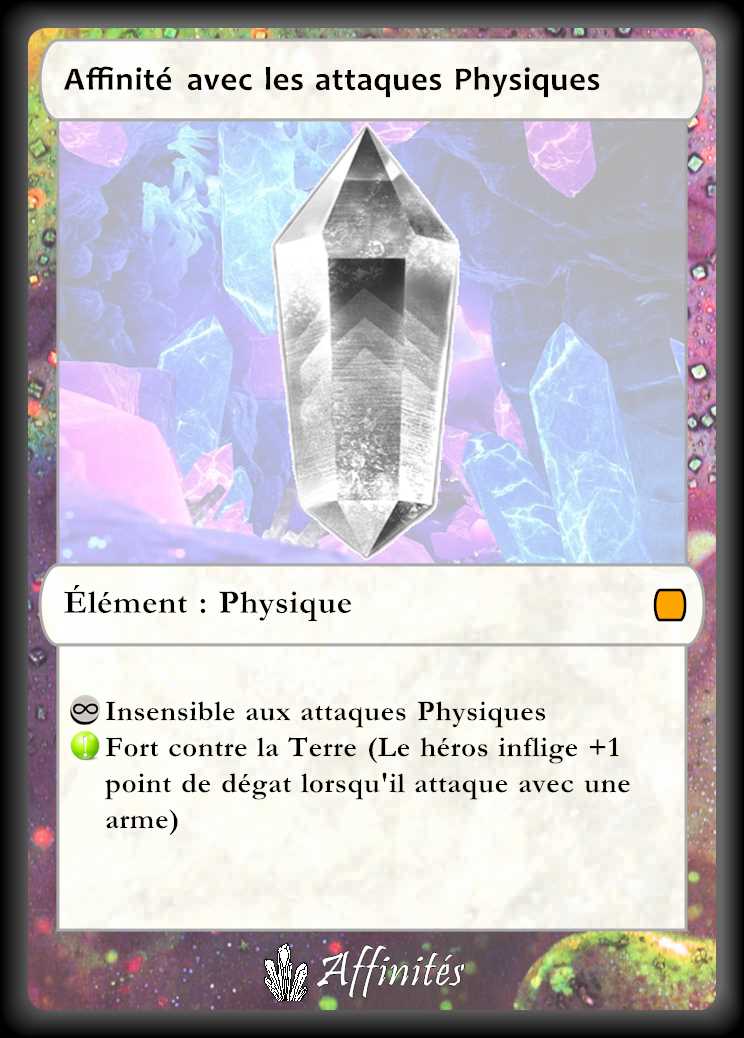 Affinité avec les attaques Physiques
Élément : Physique
∞ Insensible aux attaques Physiques
! Fort contre la Terre (Le héros inflige +1
point de dégat lorsqu'il attaque avec une
arme)
Affinités